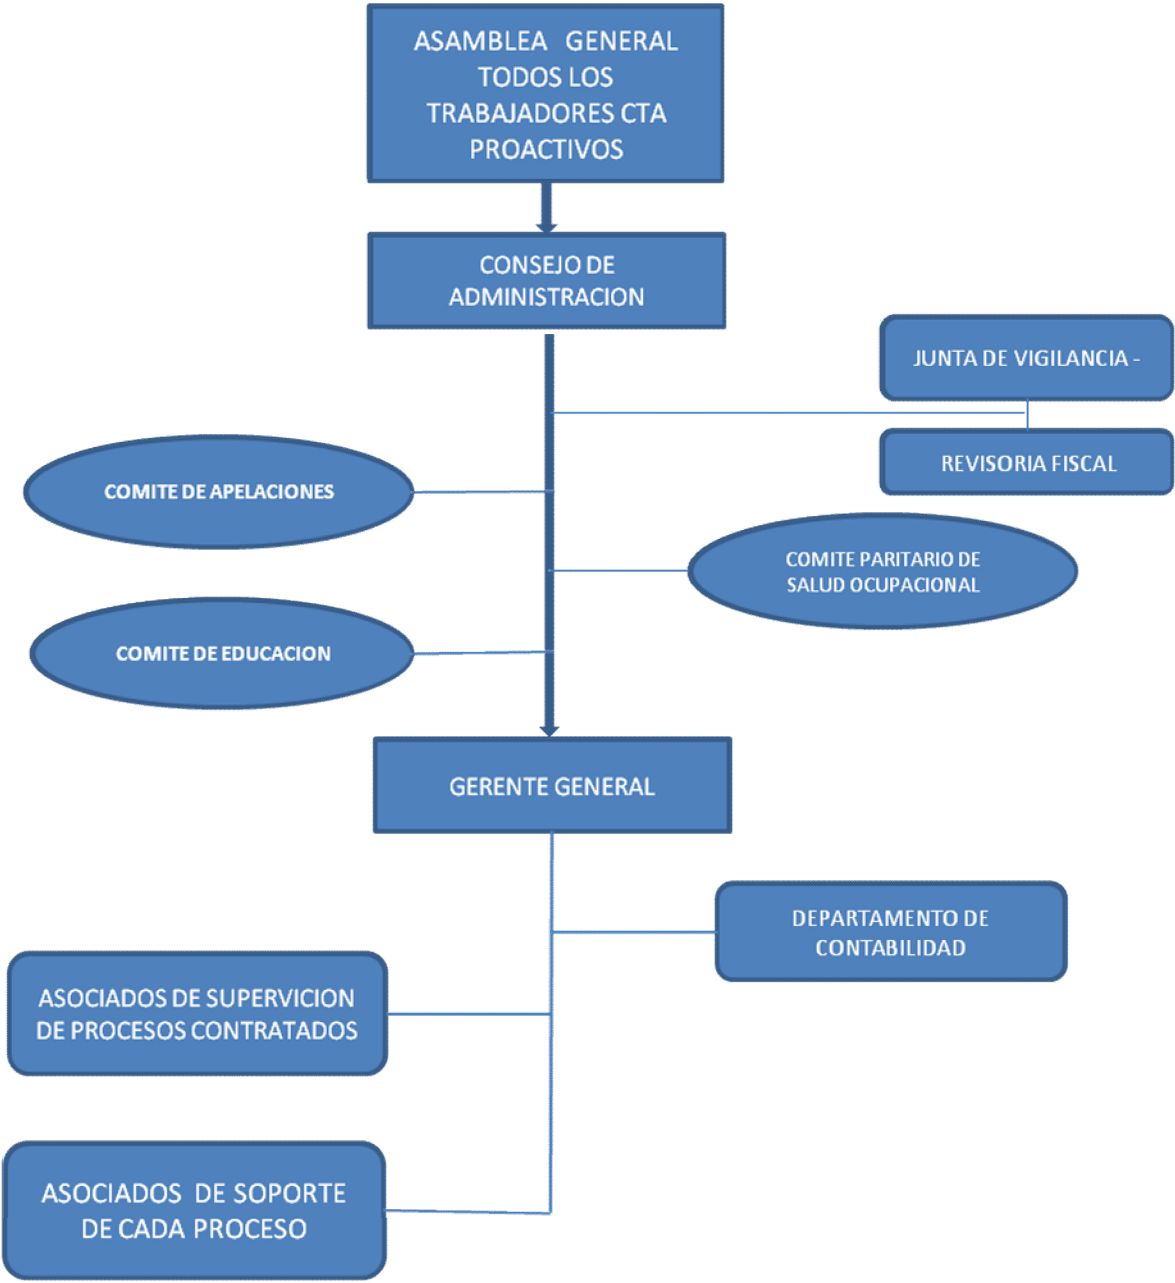 ASAMBLEA GENERAL
TODOS LOS
TRABAJADORES CTA
PROACTIVOS
CONSEJO DE
ADMINISTRACION
JUNTA DE VIGILANCIA -
REVISORIA FISCAL
COMITE DE APELACIONES
COMITE PARITARIO DE
SALUD OCUPACIONAL
COMITE DE EDUCACION
GERENTE GENERAL
DEPARTAMENTO DE
CONTABILIDAD
ASOCIADOS DE SUPERVICION
DE PROCESOS CONTRATADOS
ASOCIADOS DE SOPORTE
DE CADA PROCESO